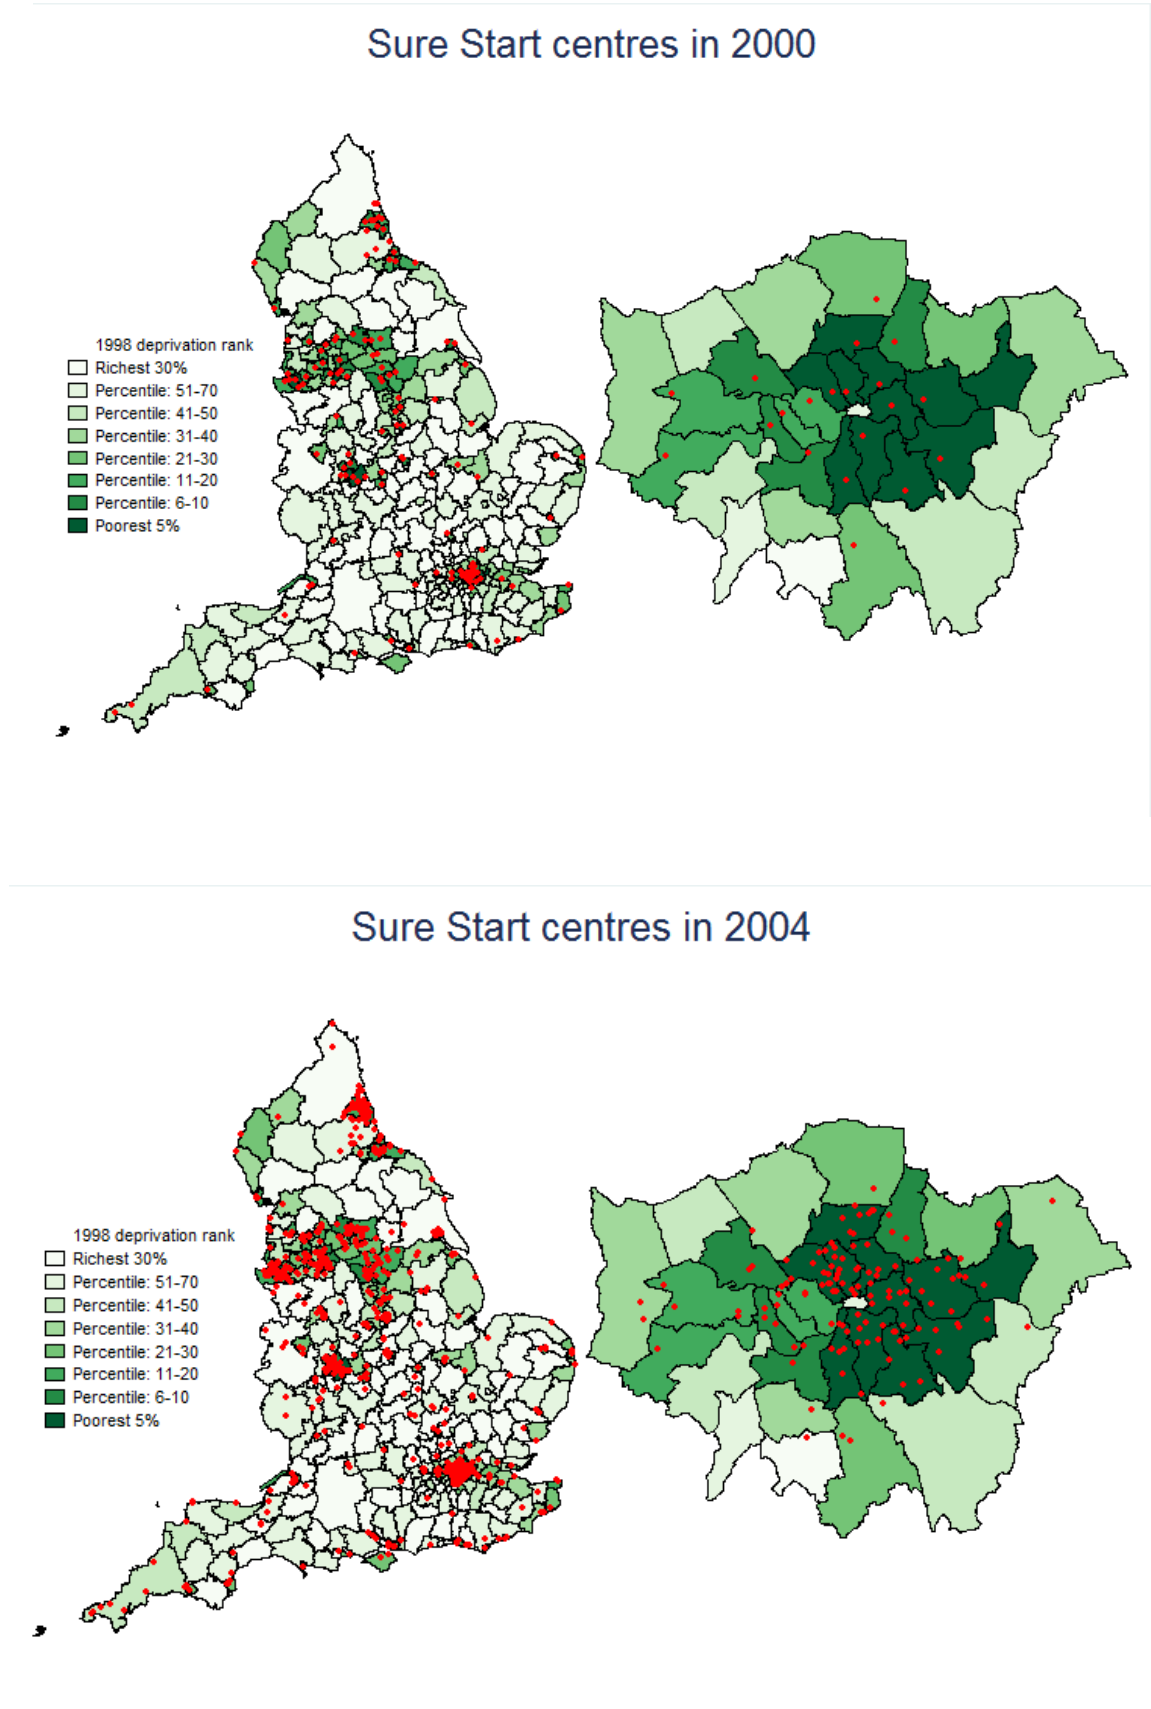 Sure Start centres in 2000
1998 deprivation rank
Richest 30%
Percentile: 51-70
Percentile: 41-50
Percentile: 31-40
Percentile: 21-30
Percentile: 11-20
Percentile: 6-10
Poorest 5%
Sure Start centres in 2004
1998 deprivation rank
Richest 30%
Percentile: 51-70
Percentile: 41-50
Percentile: 31-40
Percentile: 21-30
Percentile: 11-20
Percentile: 6-10
Poorest 5%